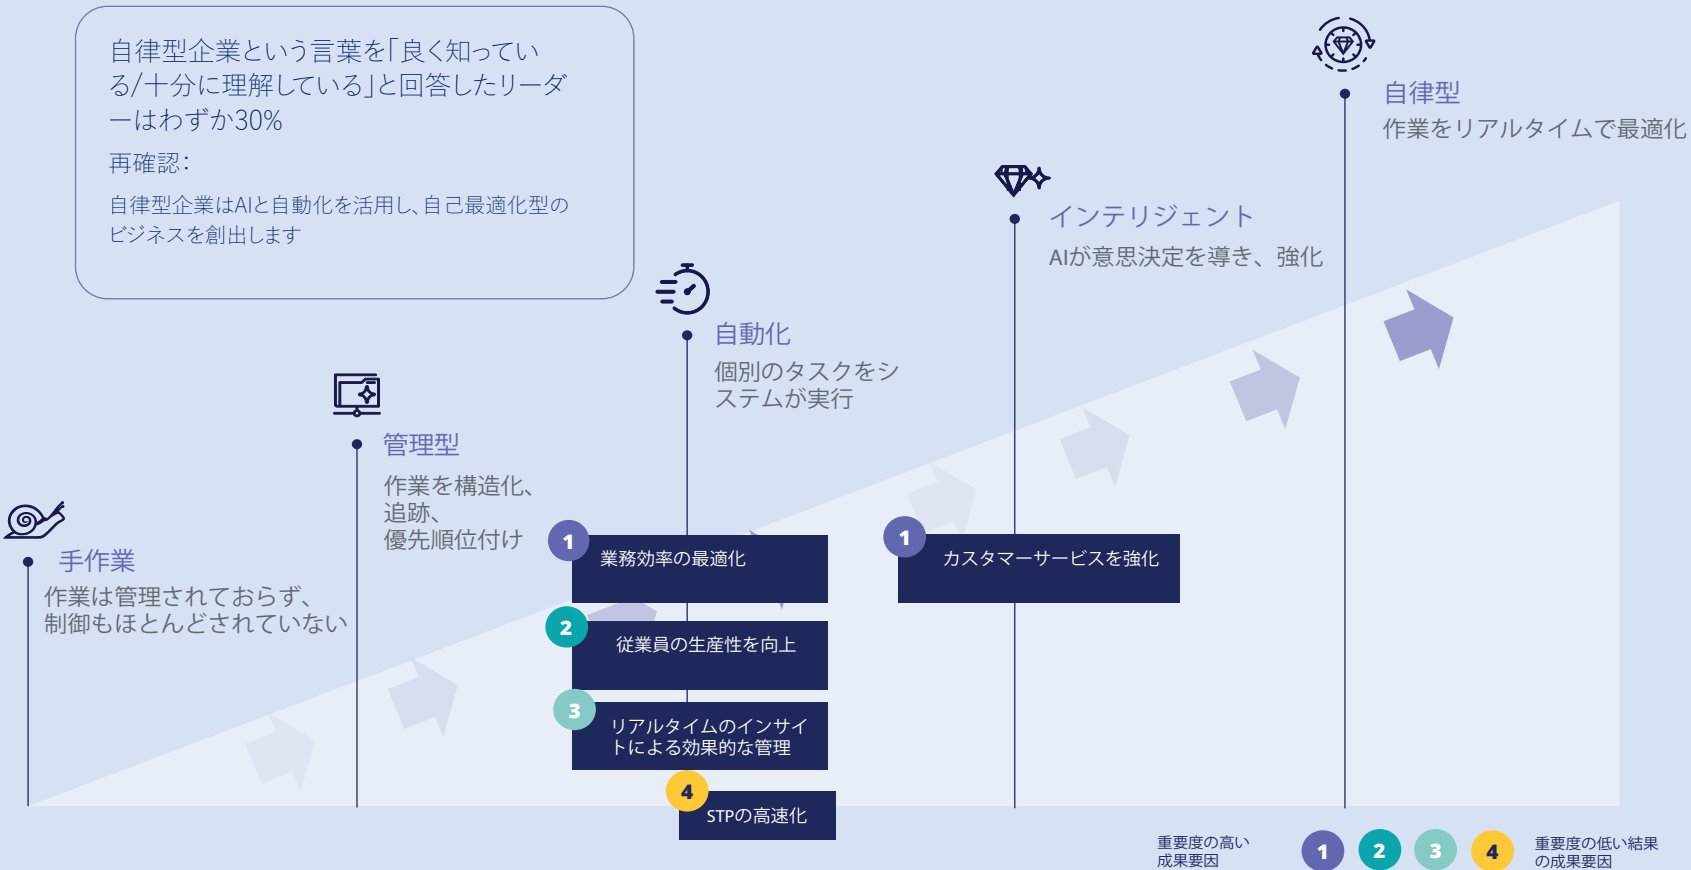 自律型企業という言葉を「良く知ってい
る/十分に理解している」と回答したリーダ
ーはわずか30%
再確認：
自律型企業はAIと自動化を活用し、自己最適化型の
ビジネスを創出します
自律型
作業をリアルタイムで最適化
インテリジェント
AIが意思決定を導き、強化
自動化
個別のタスクをシ
ステムが実行
管理型
作業を構造化、
追跡、
優先順位付け
手作業
作業は管理されておらず、
制御もほとんどされていない
1
業務効率の最適化
2
従業員の生産性を向上
3
リアルタイムのインサイ
トによる効果的な管理
4
STPの高速化
1
カスタマーサービスを強化
重要度の高い
成果要因
1 2 3 4
重要度の低い結果
の成果要因